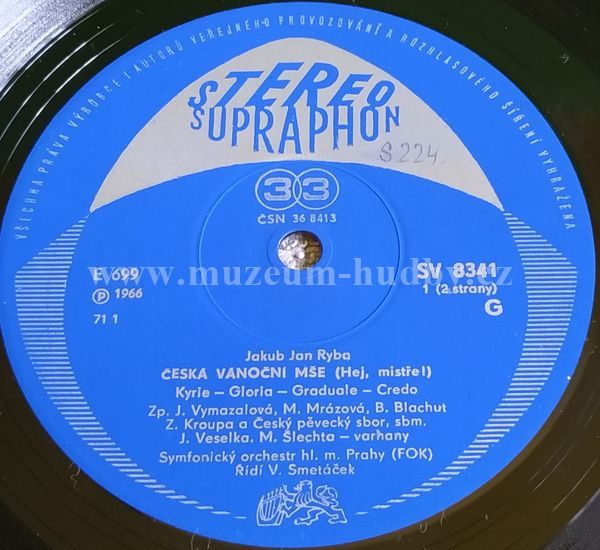 VŠECHNA PRÁVA VÝROBCE I AUTORŮ VEŘEJNÉHO PROVOZOVÁNÍ A ROZHLASOVÉHO ŠÍŘENÍ VYHRAŽENA
STEREO
SUPRAPHON
S 224.
33
ČSN 36 8413
www.muzeum-hudby.cz
E 699
℗ 1966
71 1
SV 8341
1 (2 strany)
G
Jakub Jan Ryba
ČESKÁ VÁNOČNÍ MŠE (Hej, mistře!)
Kyrie – Gloria – Graduale – Credo
Zp. J. Vymazalová, M. Mrázová, B. Blachut
Z. Kroupa a Český pěvecký sbor, sbm.
J. Veselka. M. Šlechta – varhany
Symfonický orchestr hl. m. Prahy (FOK)
Řídí V. Smetáček